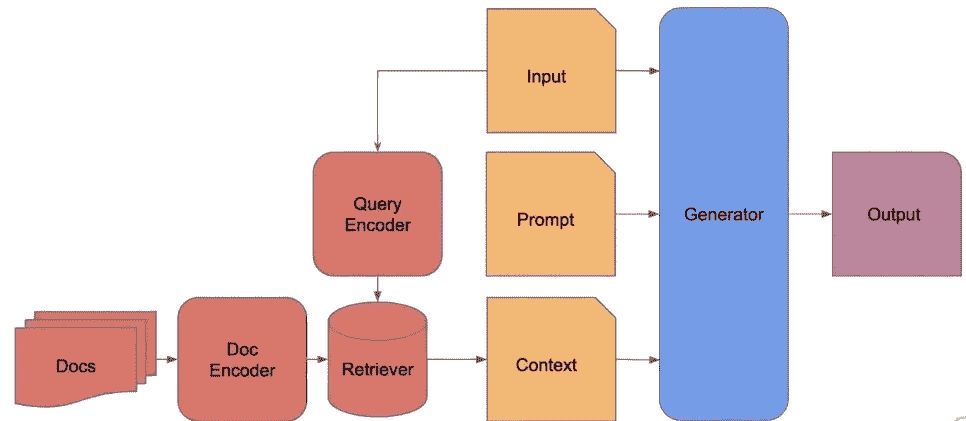 Input
Query
Encoder
Prompt
Generator
Output
Docs
Doc
Encoder
Retriever
Context